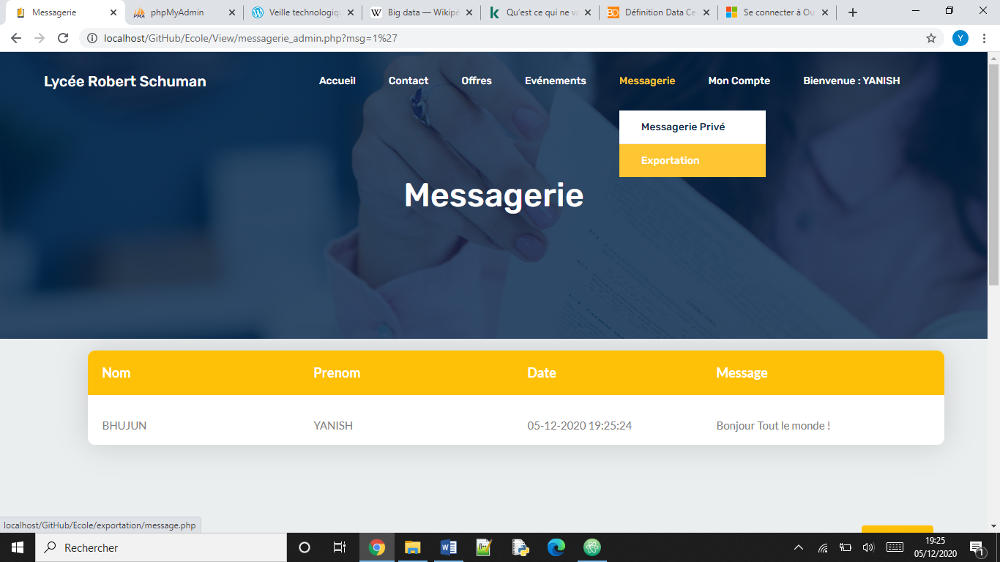 Messagerie
phpMyAdmin
Veille technologiqu
Big data — Wikipé
Qu'est ce qui ne va
Définition Data Ce
Se connecter à Ou
localhost/GitHub/Ecole/View/messagerie_admin.php?msg=1%27
Y
Lycée Robert Schuman
Accueil
Contact
Offres
Evénements
Messagerie
Mon Compte
Bienvenue : YANISH
Messagerie Privé
Exportation
Messagerie
Nom Prenom Date Message
BHUJUN YANISH 05-12-2020 19:25:24 Bonjour Tout le monde !
localhost/GitHub/Ecole/exportation/message.php
Rechercher
19:25
05/12/2020
1